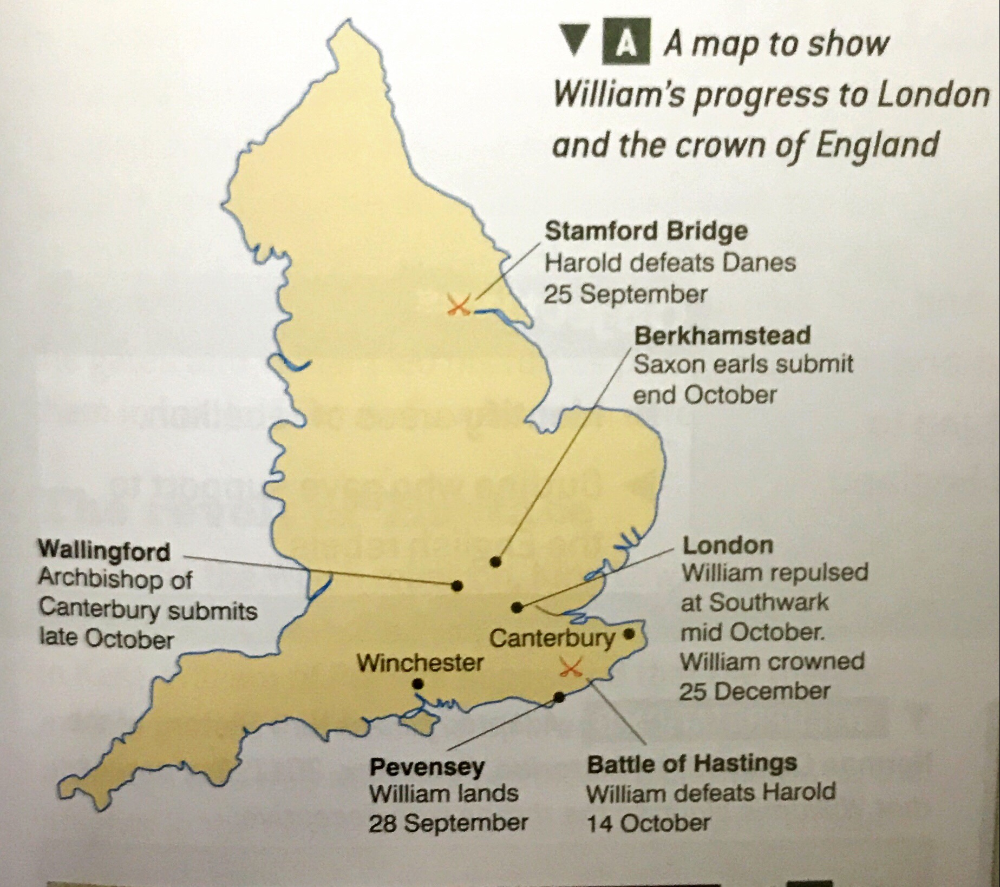 ▼ A A map to show
William's progress to London
and the crown of England
Stamford Bridge
Harold defeats Danes
25 September
Berkhamstead
Saxon earls submit
end October
Wallingford
Archbishop of
Canterbury submits
late October
London
William repulsed
at Southwark
mid October.
William crowned
25 December
Canterbury
Winchester
Pevensey
William lands
28 September
Battle of Hastings
William defeats Harold
14 October